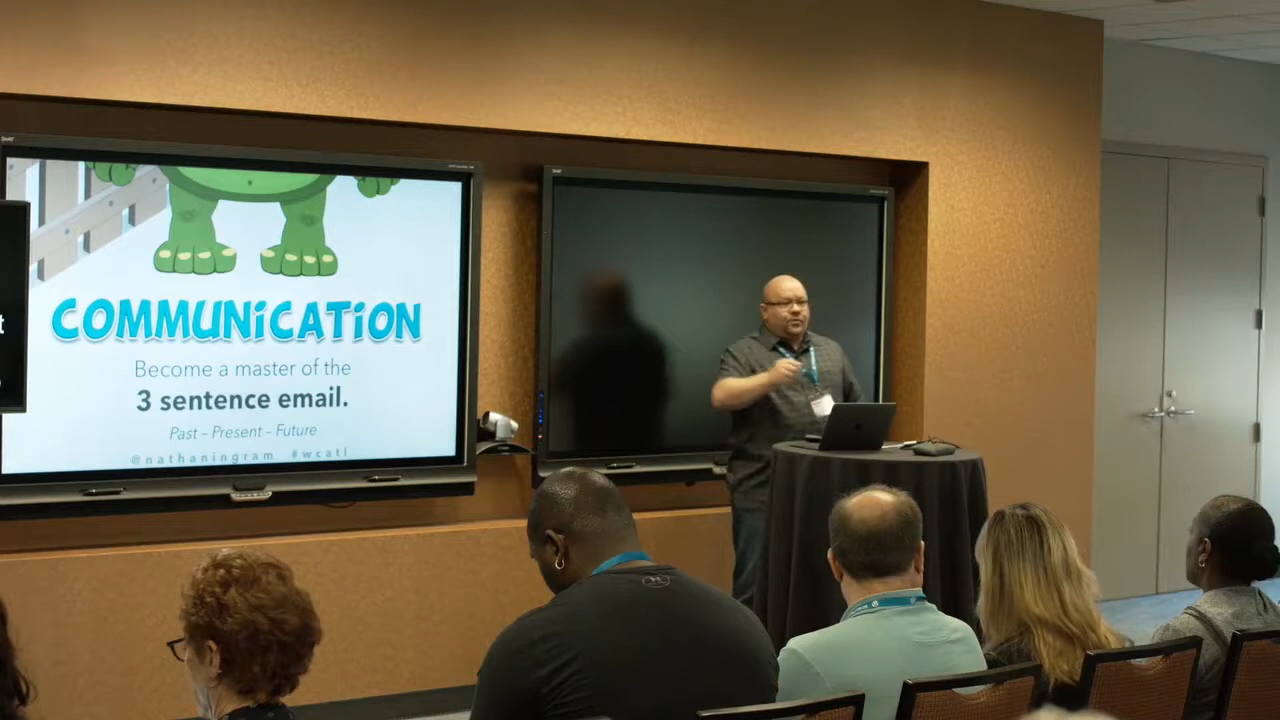 COMMUNiCATiON
Become a master of the
3 sentence email.
Past – Present – Future
@nathaningram #wcatl